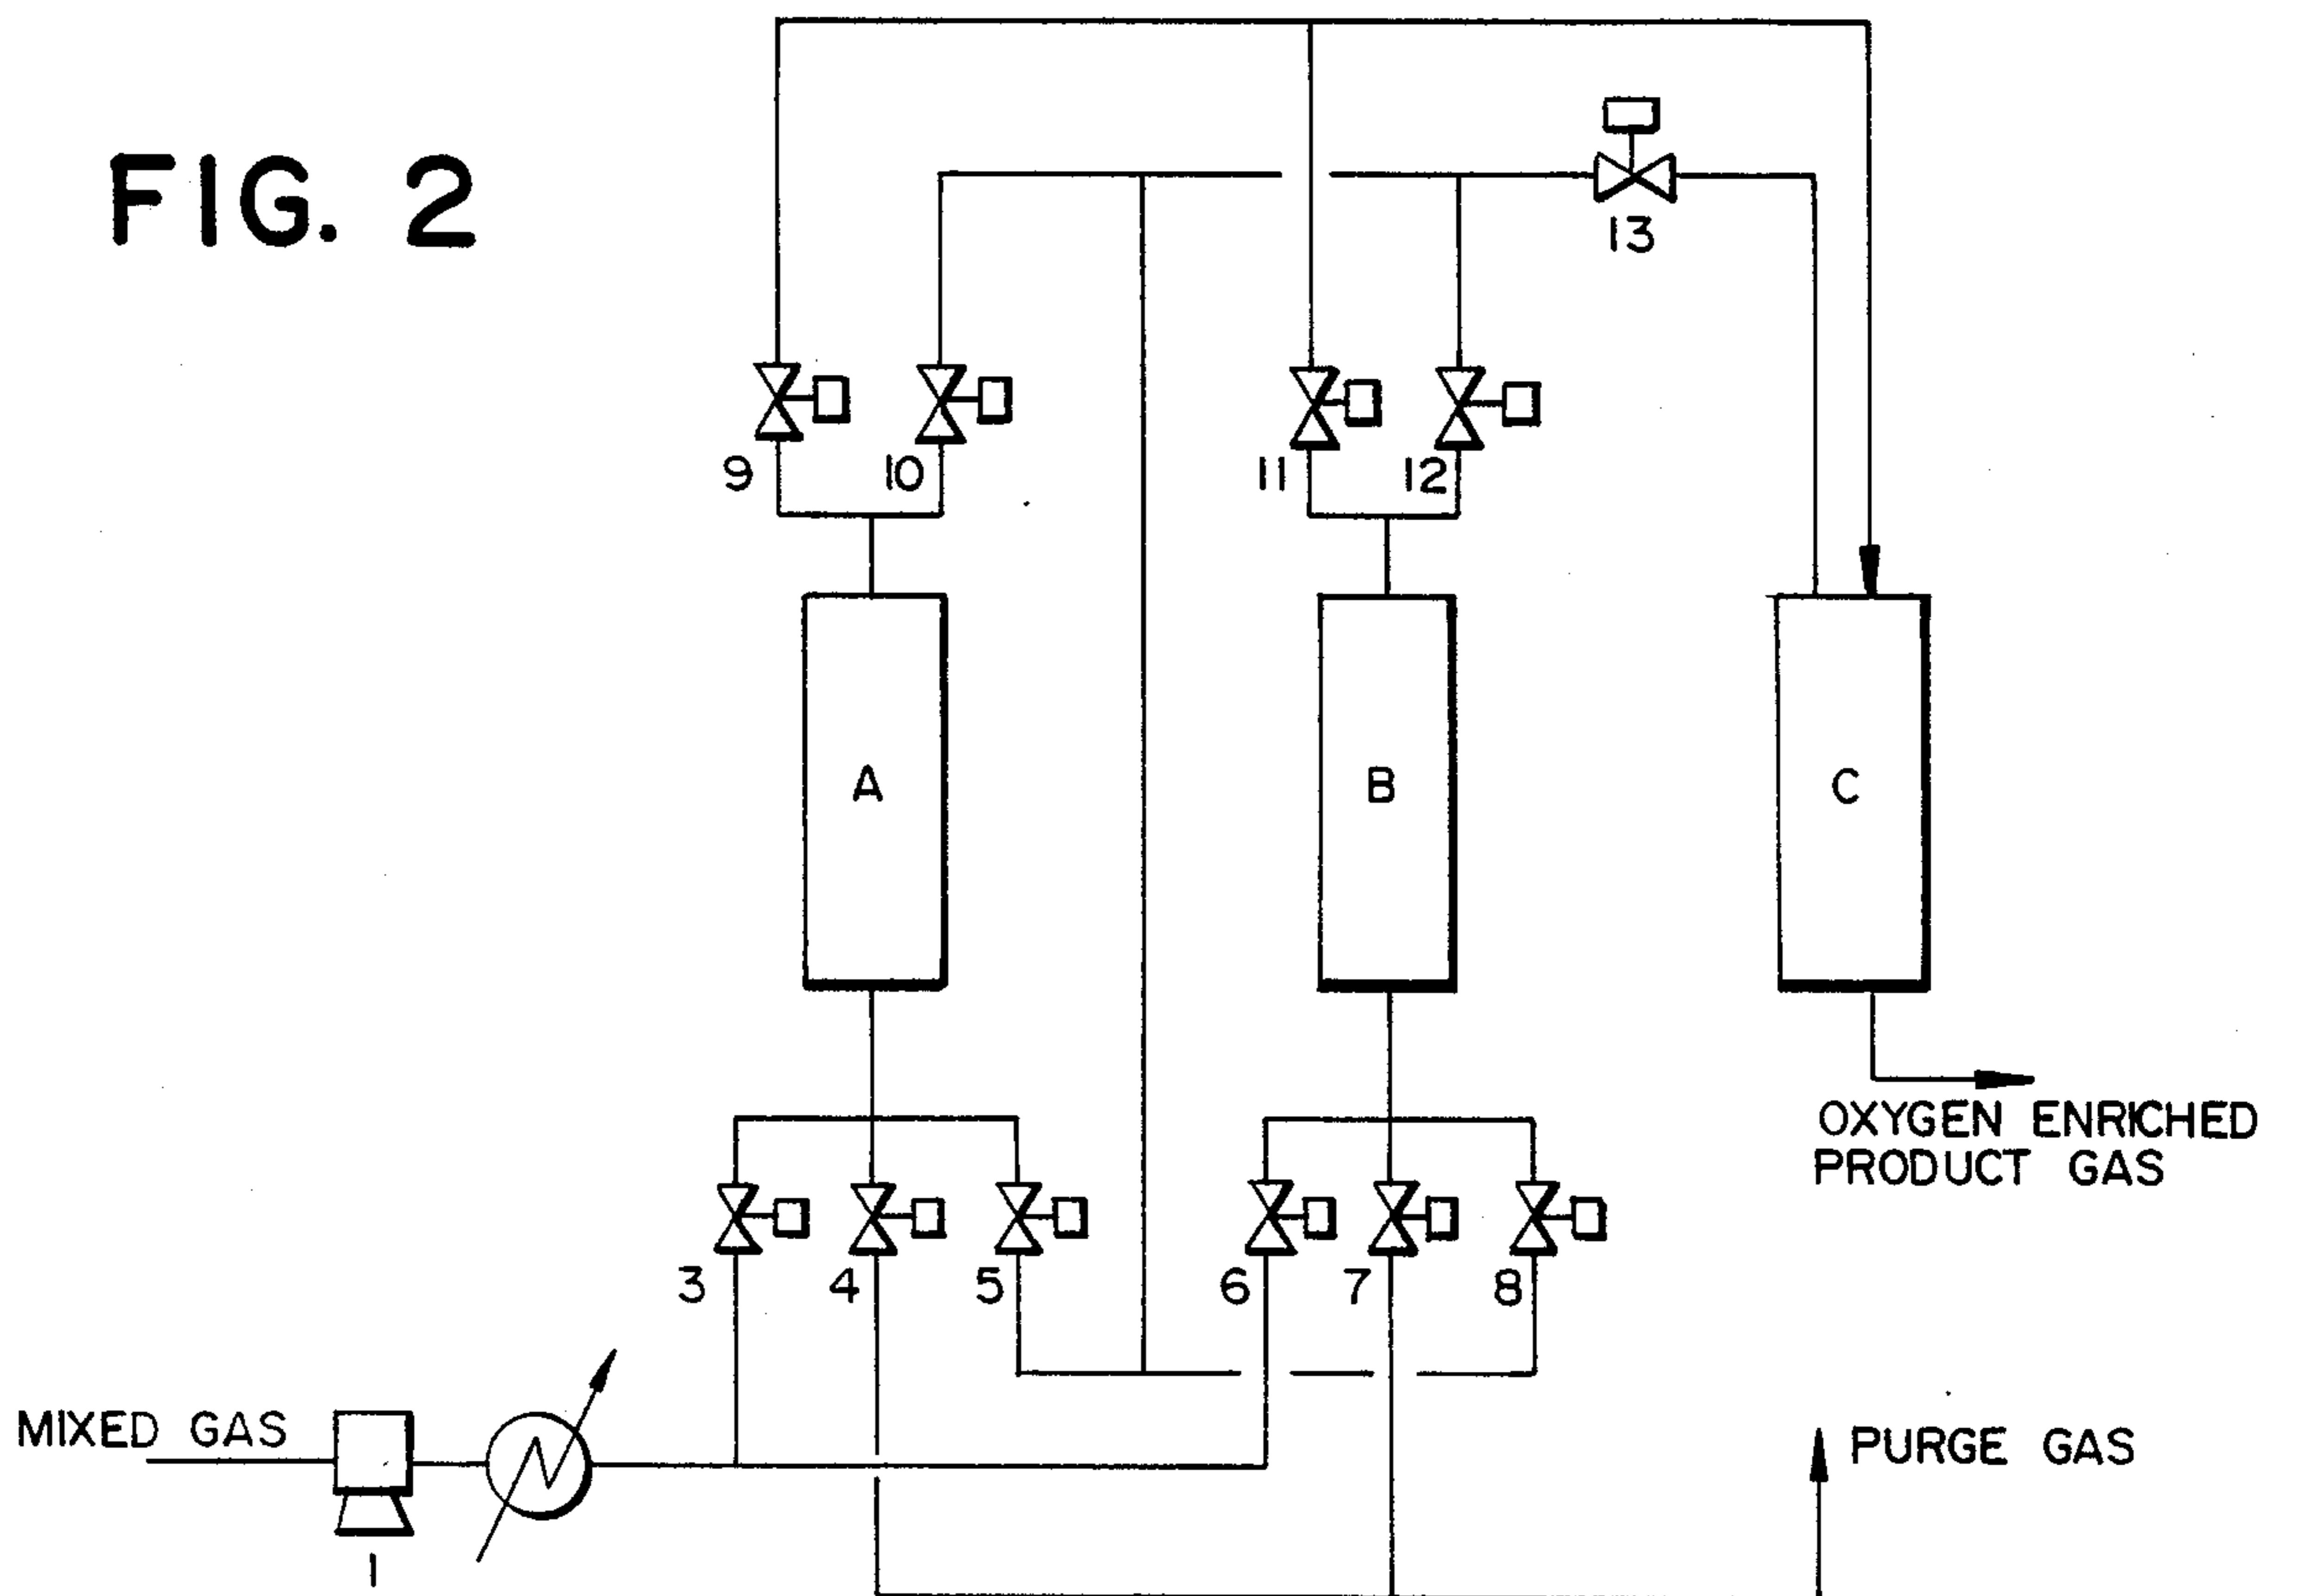 FIG. 2
13
9
10
11
12
A
B
C
OXYGEN ENRICHED
PRODUCT GAS
3
4
5
6
7
8
MIXED GAS
PURGE GAS
1